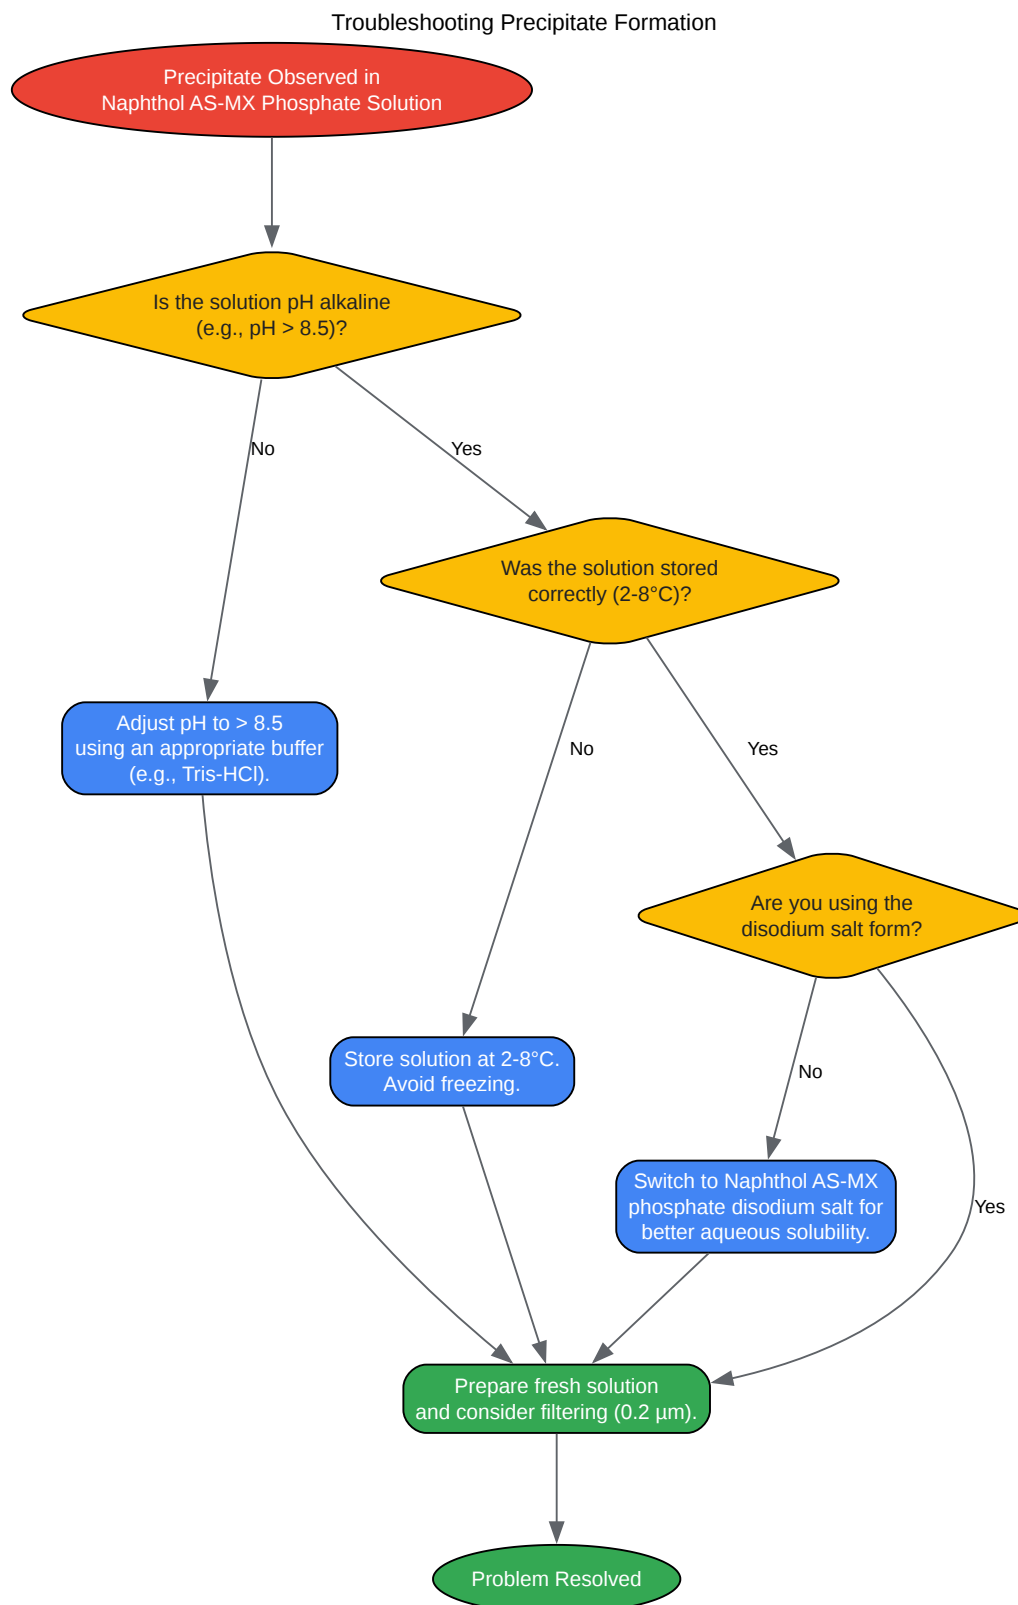 Troubleshooting Precipitate Formation
Precipitate Observed in
Naphthol AS-MX Phosphate Solution
Is the solution pH alkaline
(e.g., pH > 8.5)?
No
Yes
Was the solution stored
correctly (2-8°C)?
Adjust pH to > 8.5
using an appropriate buffer
(e.g., Tris-HCl).
No
Yes
Are you using the
disodium salt form?
Store solution at 2-8°C.
Avoid freezing.
No
Switch to Naphthol AS-MX
phosphate disodium salt for
better aqueous solubility.
Yes
Prepare fresh solution
and consider filtering (0.2 µm).
Problem Resolved